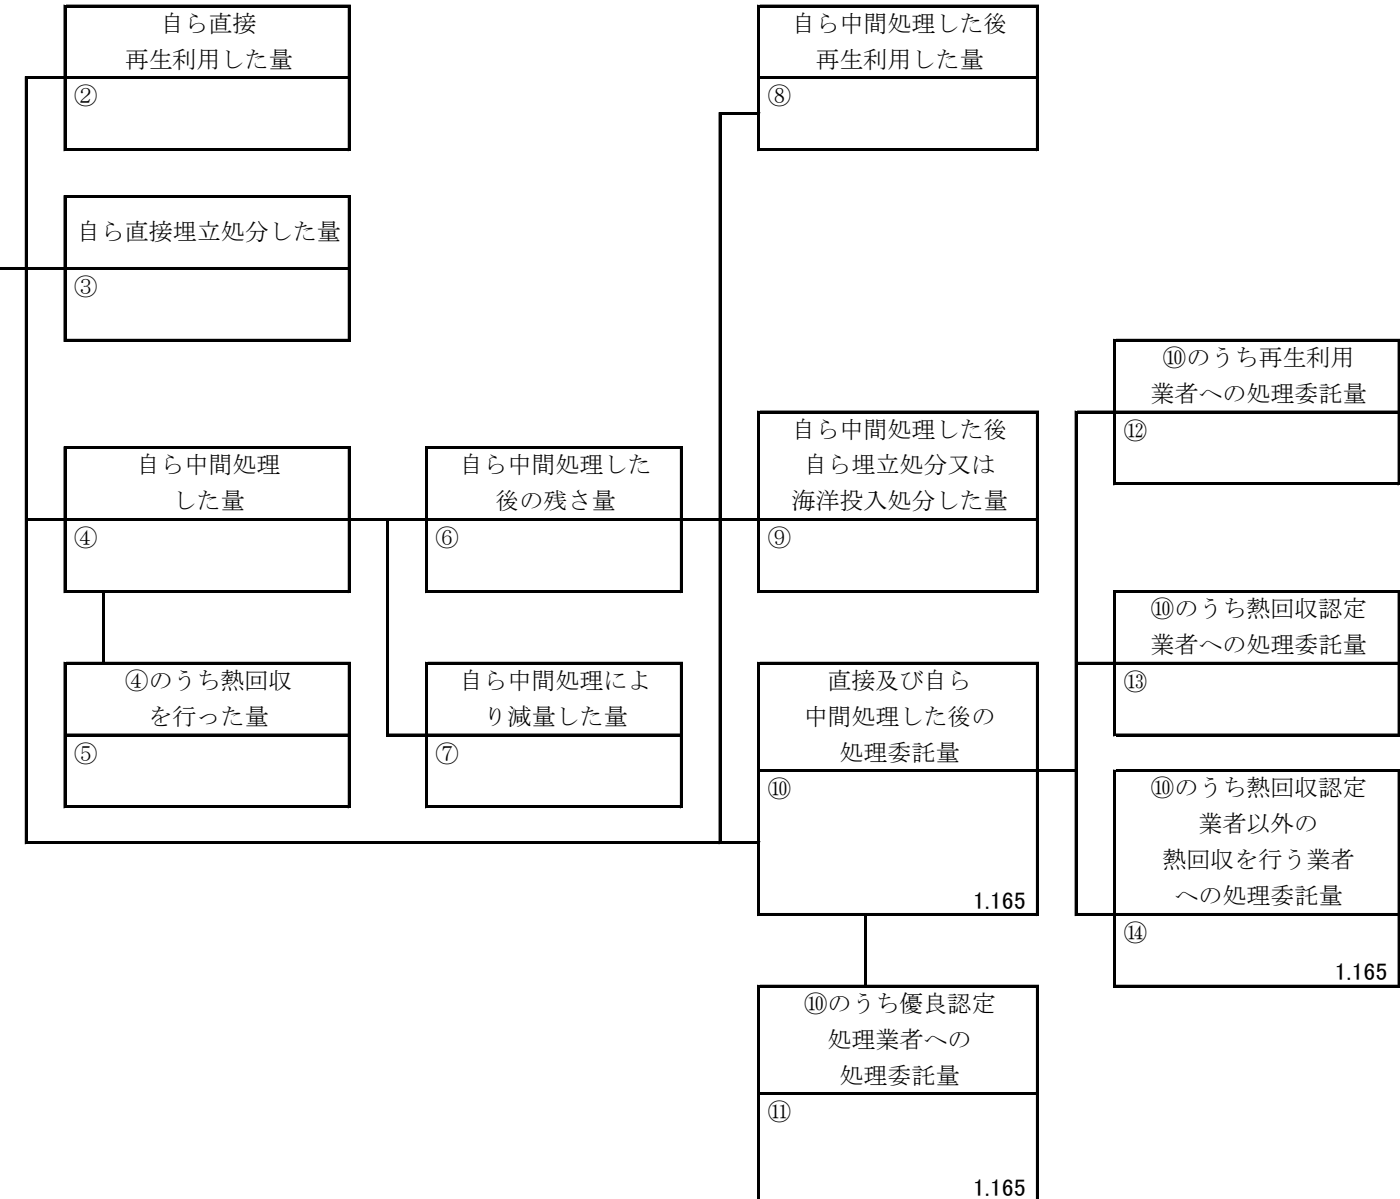 自ら直接
再生利用した量
②
自ら直接埋立処分した量
③
自ら中間処理
した量
④
④のうち熱回収
を行った量
⑤
自ら中間処理した
後の残さ量
⑥
自ら中間処理によ
り減量した量
⑦
自ら中間処理した後
再生利用した量
⑧
自ら中間処理した後
自ら埋立処分又は
海洋投入処分した量
⑨
直接及び自ら
中間処理した後の
処理委託量
⑩
1.165
⑩のうち優良認定
処理業者への
処理委託量
⑪
1.165
⑩のうち再生利用
業者への処理委託量
⑫
⑩のうち熱回収認定
業者への処理委託量
⑬
⑩のうち熱回収認定
業者以外の
熱回収を行う業者
への処理委託量
⑭
1.165